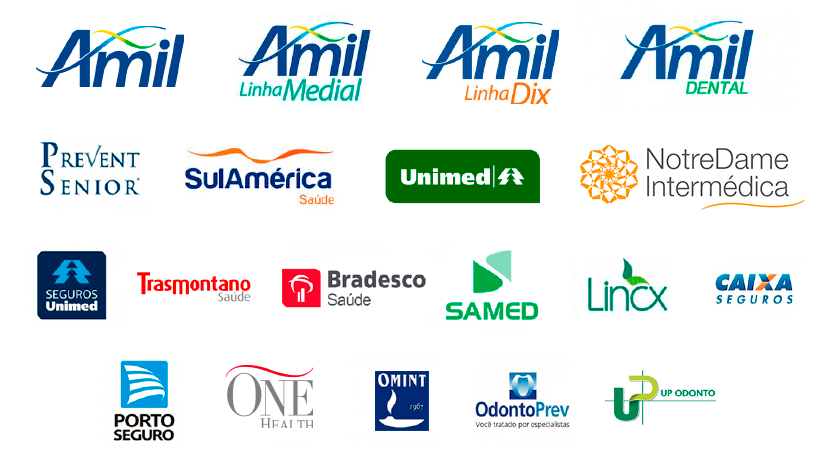 Amil
Amil
Linha Medial
Amil
Linha Dix
Amil
DENTAL
PREVENT
SENIOR
SulAmérica
Saúde
Unimed
NotreDame
Intermédica
SEGUROS
Unimed
Trasmontano
Saúde
Bradesco
Saúde
SAMED
Lincx
CAIXA
SEGUROS
PORTO
SEGURO
ONE
HEALTH
OMINT
1967
OdontoPrev
Você tratado por especialistas
UP ODONTO